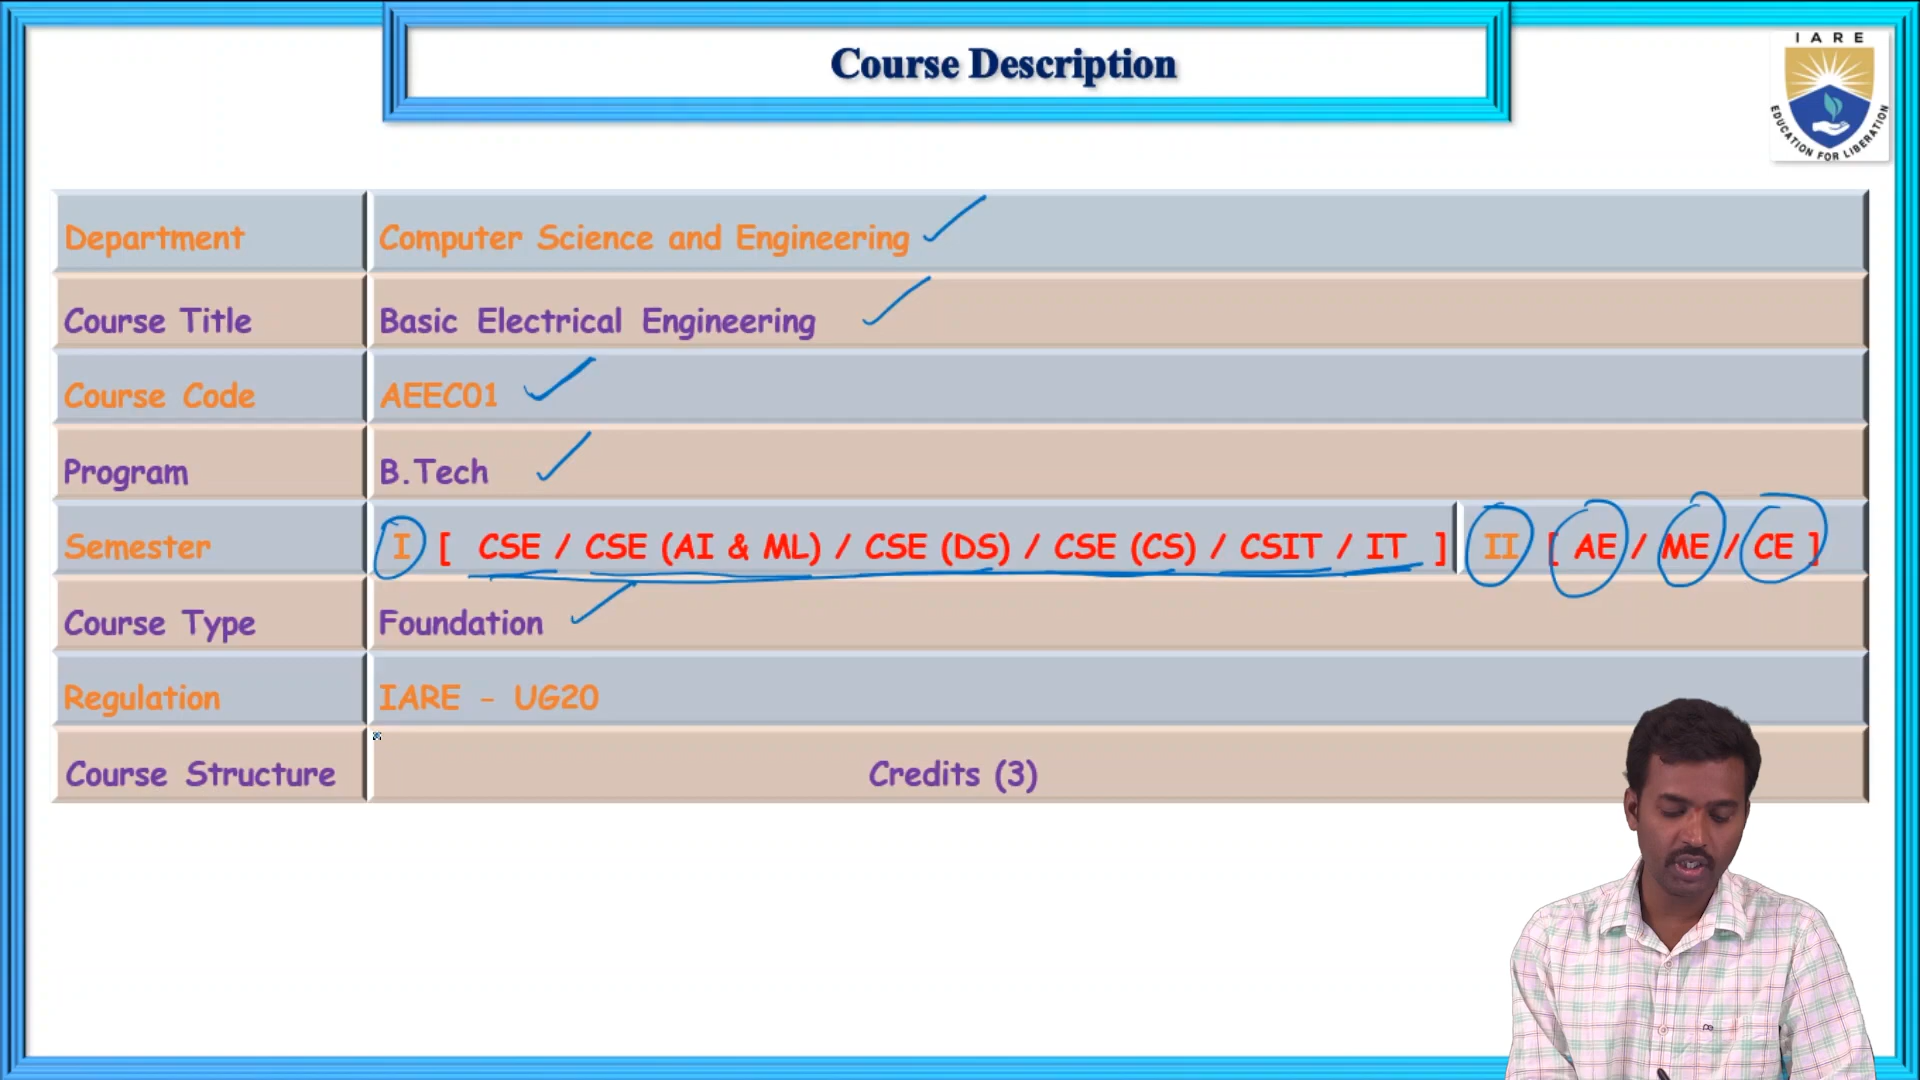 Course Description
IARE
EDUCATION FOR LIBERATION
Department Computer Science and Engineering
Course Title Basic Electrical Engineering
Course Code AEEC01
Program B.Tech
Semester I [ CSE / CSE (AI & ML) / CSE (DS) / CSE (CS) / CSIT / IT ] II [ AE / ME / CE ]
Course Type Foundation
Regulation IARE - UG20
Course Structure Credits (3)